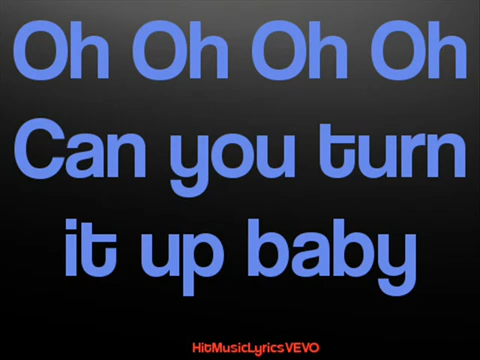 Oh Oh Oh Oh
Can you turn
it up baby
HitMusicLyricsVEVO